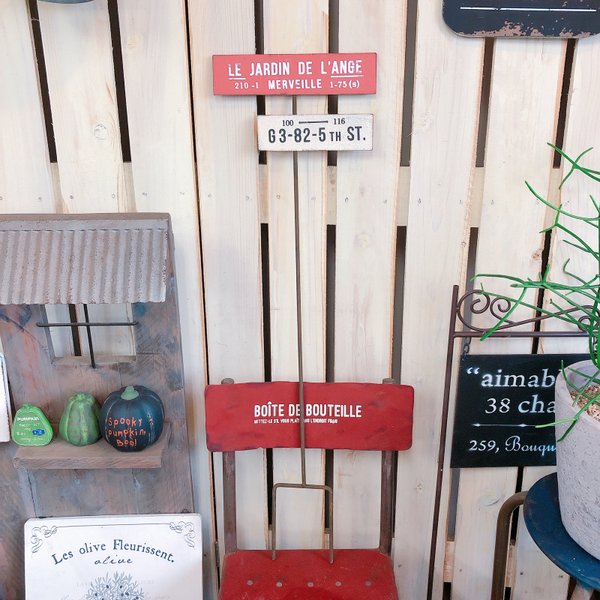 LE JARDIN DE L'ANGE
210-1 MERVEILLE 1-75(s)
100 116
G3-82-5TH ST.
BOÎTE DE BOUTEILLE
PUMPKIN
Spooky
Pumpkin
Boo!
"aimab
38 cha
259, Bouqu
Les olive Fleurissent.
olive